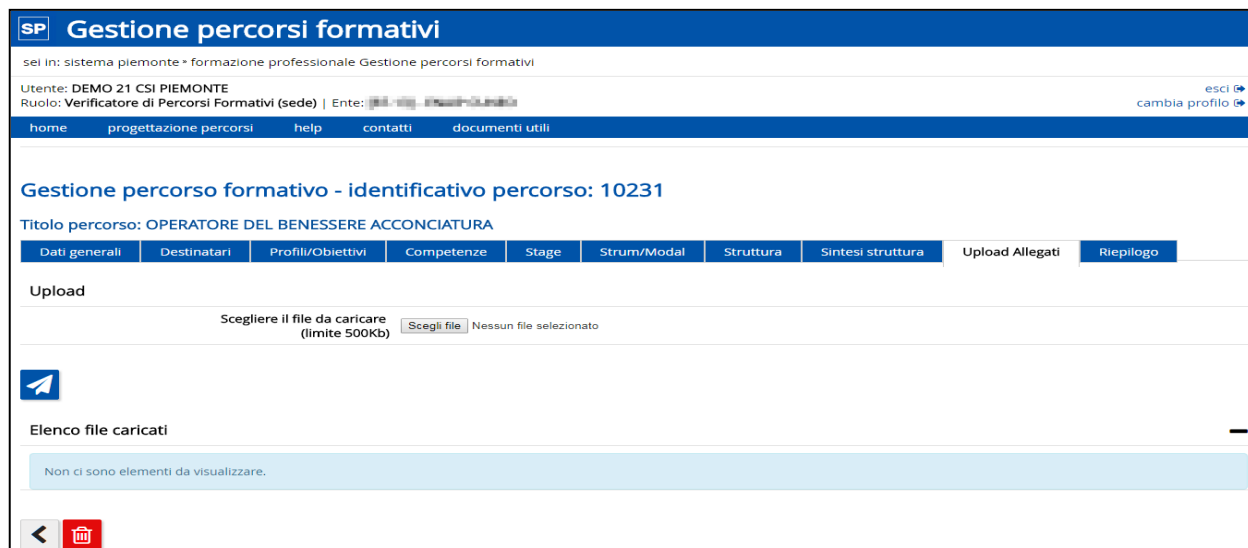 SP Gestione percorsi formativi
sei in: sistema piemonte » formazione professionale Gestione percorsi formativi
Utente: DEMO 21 CSI PIEMONTE
esci
Ruolo: Verificatore di Percorsi Formativi (sede) | Ente:
cambia profilo
home progettazione percorsi help contatti documenti utili
Gestione percorso formativo - identificativo percorso: 10231
Titolo percorso: OPERATORE DEL BENESSERE ACCONCIATURA
Dati generali Destinatari Profili/Obiettivi Competenze Stage Strum/Modal Struttura Sintesi struttura Upload Allegati Riepilogo
Upload
Scegliere il file da caricare
(limite 500Kb)
Scegli file Nessun file selezionato
Elenco file caricati
Non ci sono elementi da visualizzare.